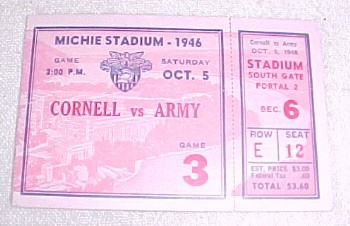 MICHIE STADIUM - 1946
GAME
2:00 P.M.
SATURDAY
OCT. 5
CORNELL vs ARMY
GAME
3
Cornell vs Army
OCT. 5, 1946
STADIUM
SOUTH GATE
PORTAL 2
SEC. 6
ROW SEAT
E 12
EST. PRICE $3.00
Federal Tax .60
TOTAL $3.60